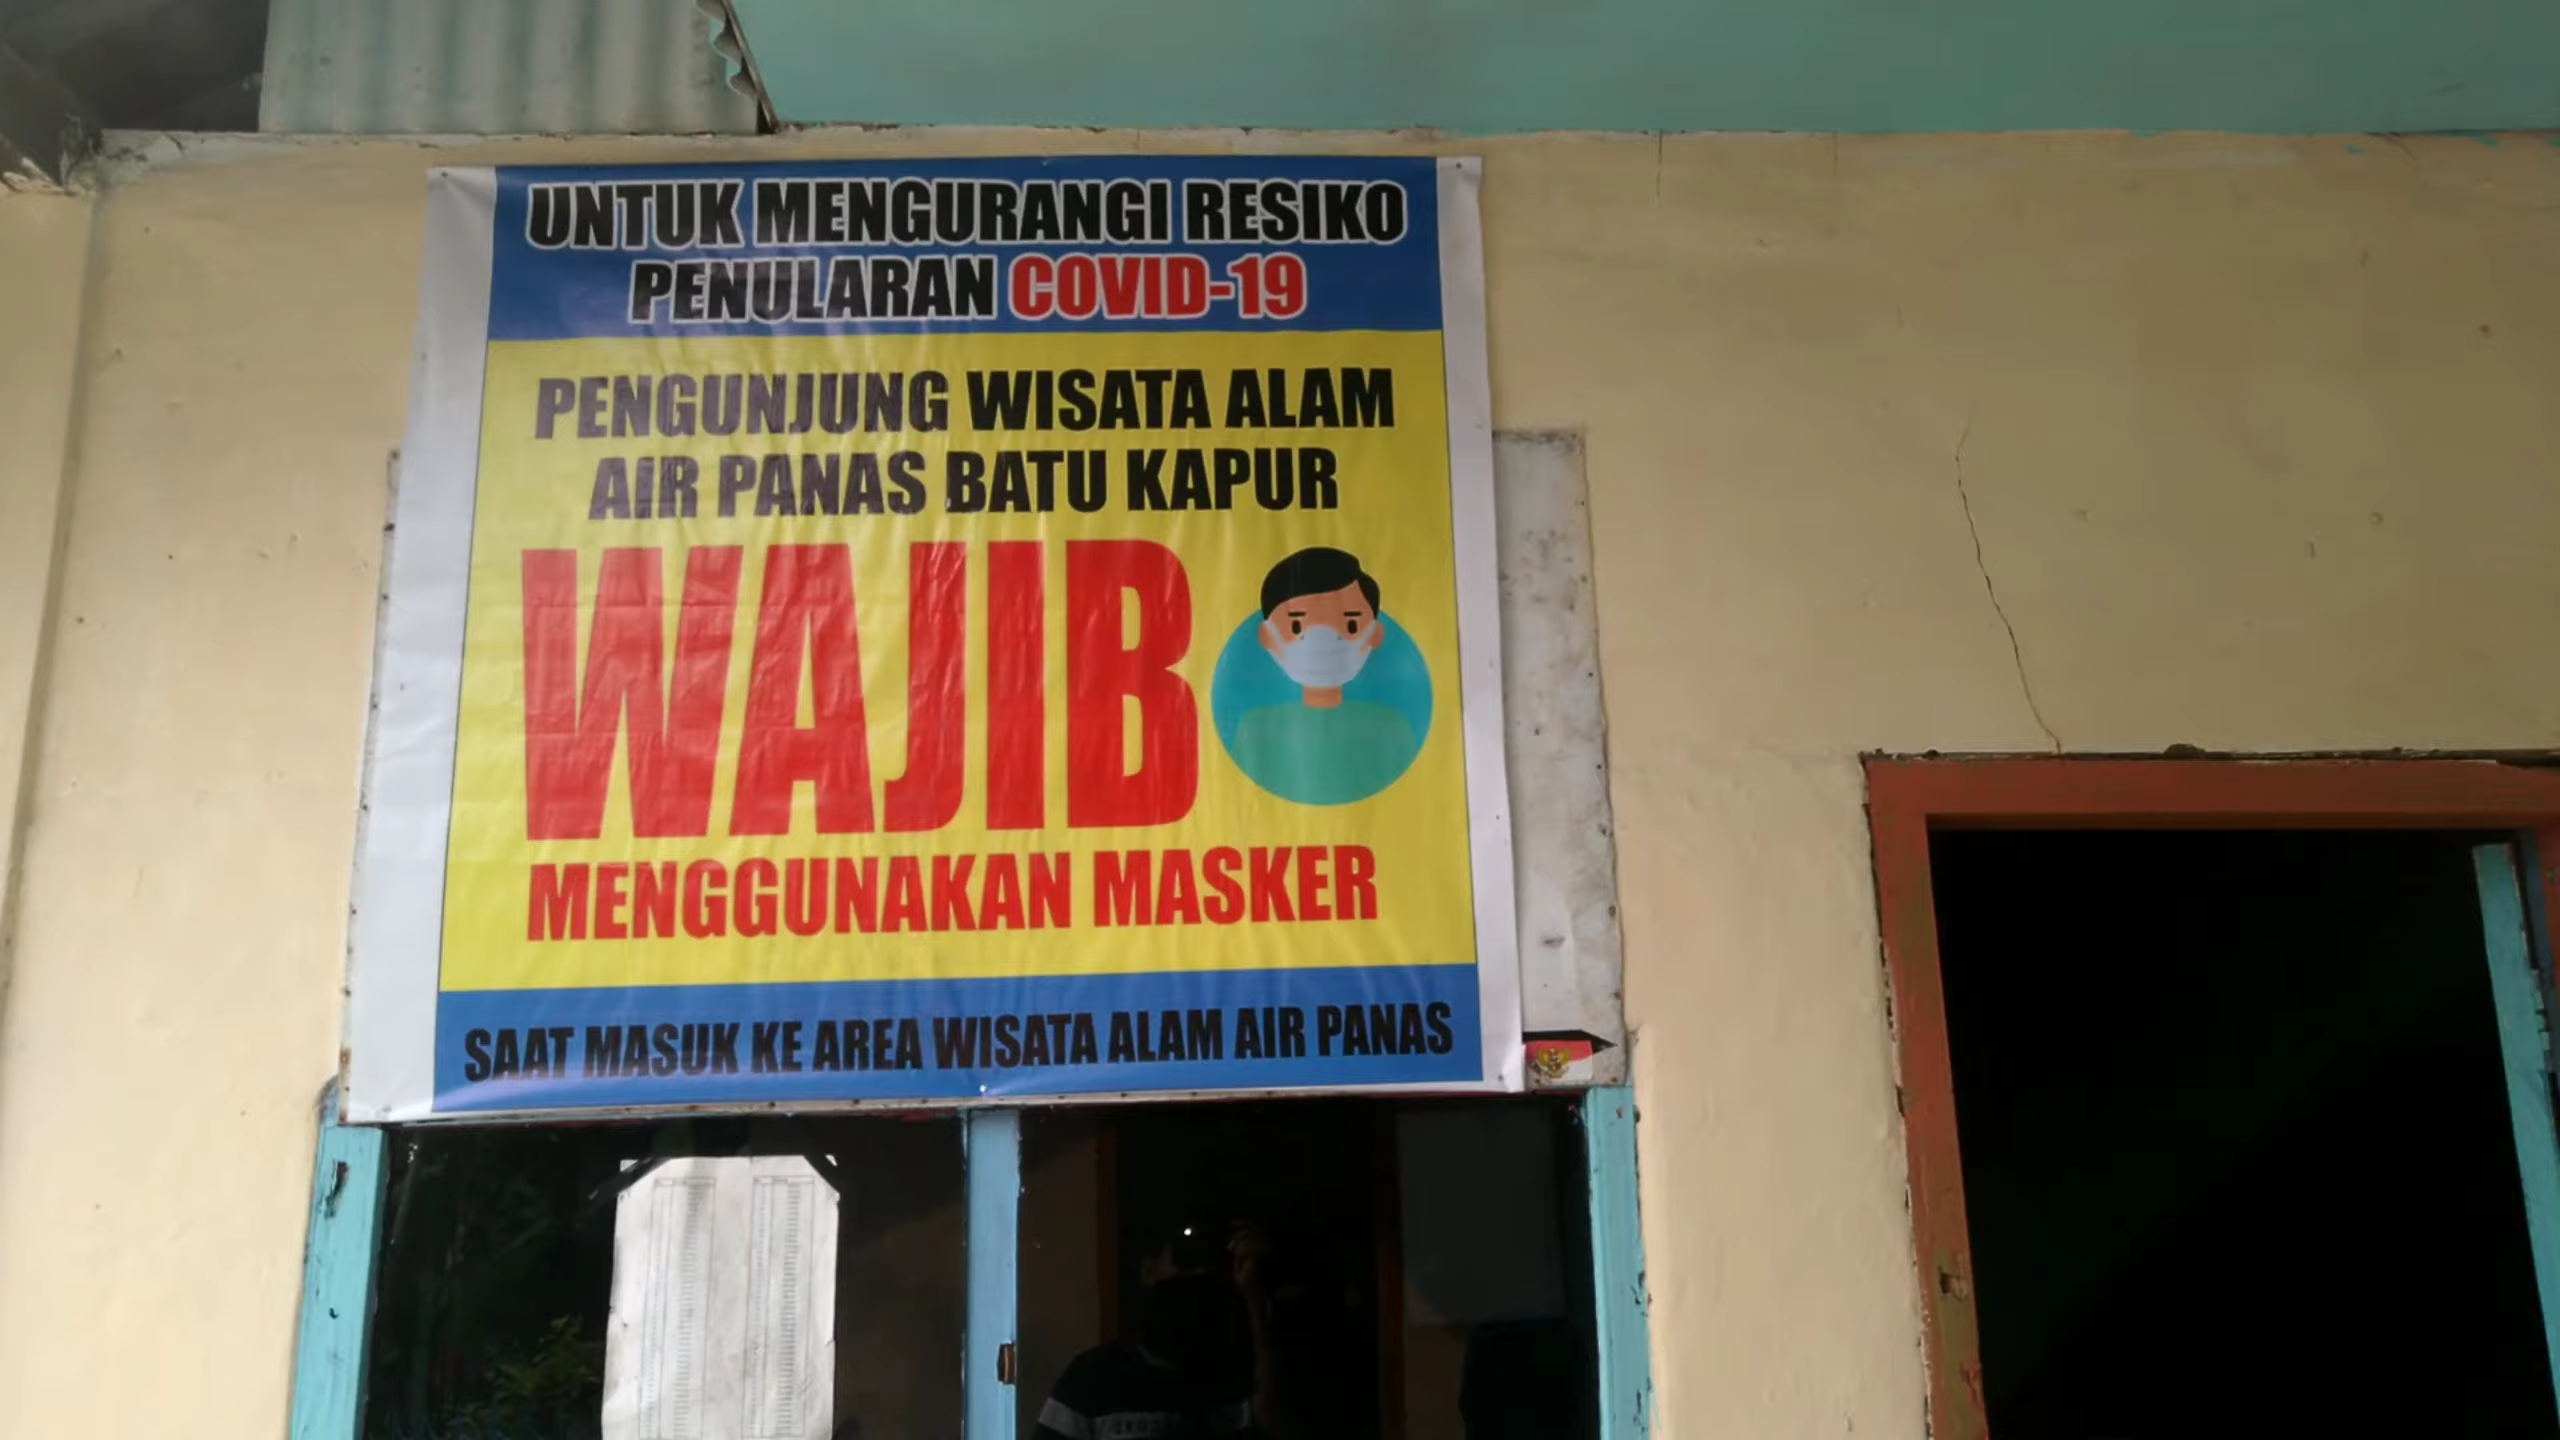 UNTUK MENGURANGI RESIKO
PENULARAN COVID-19
PENGUNJUNG WISATA ALAM
AIR PANAS BATU KAPUR
WAJIB
MENGGUNAKAN MASKER
SAAT MASUK KE AREA WISATA ALAM AIR PANAS